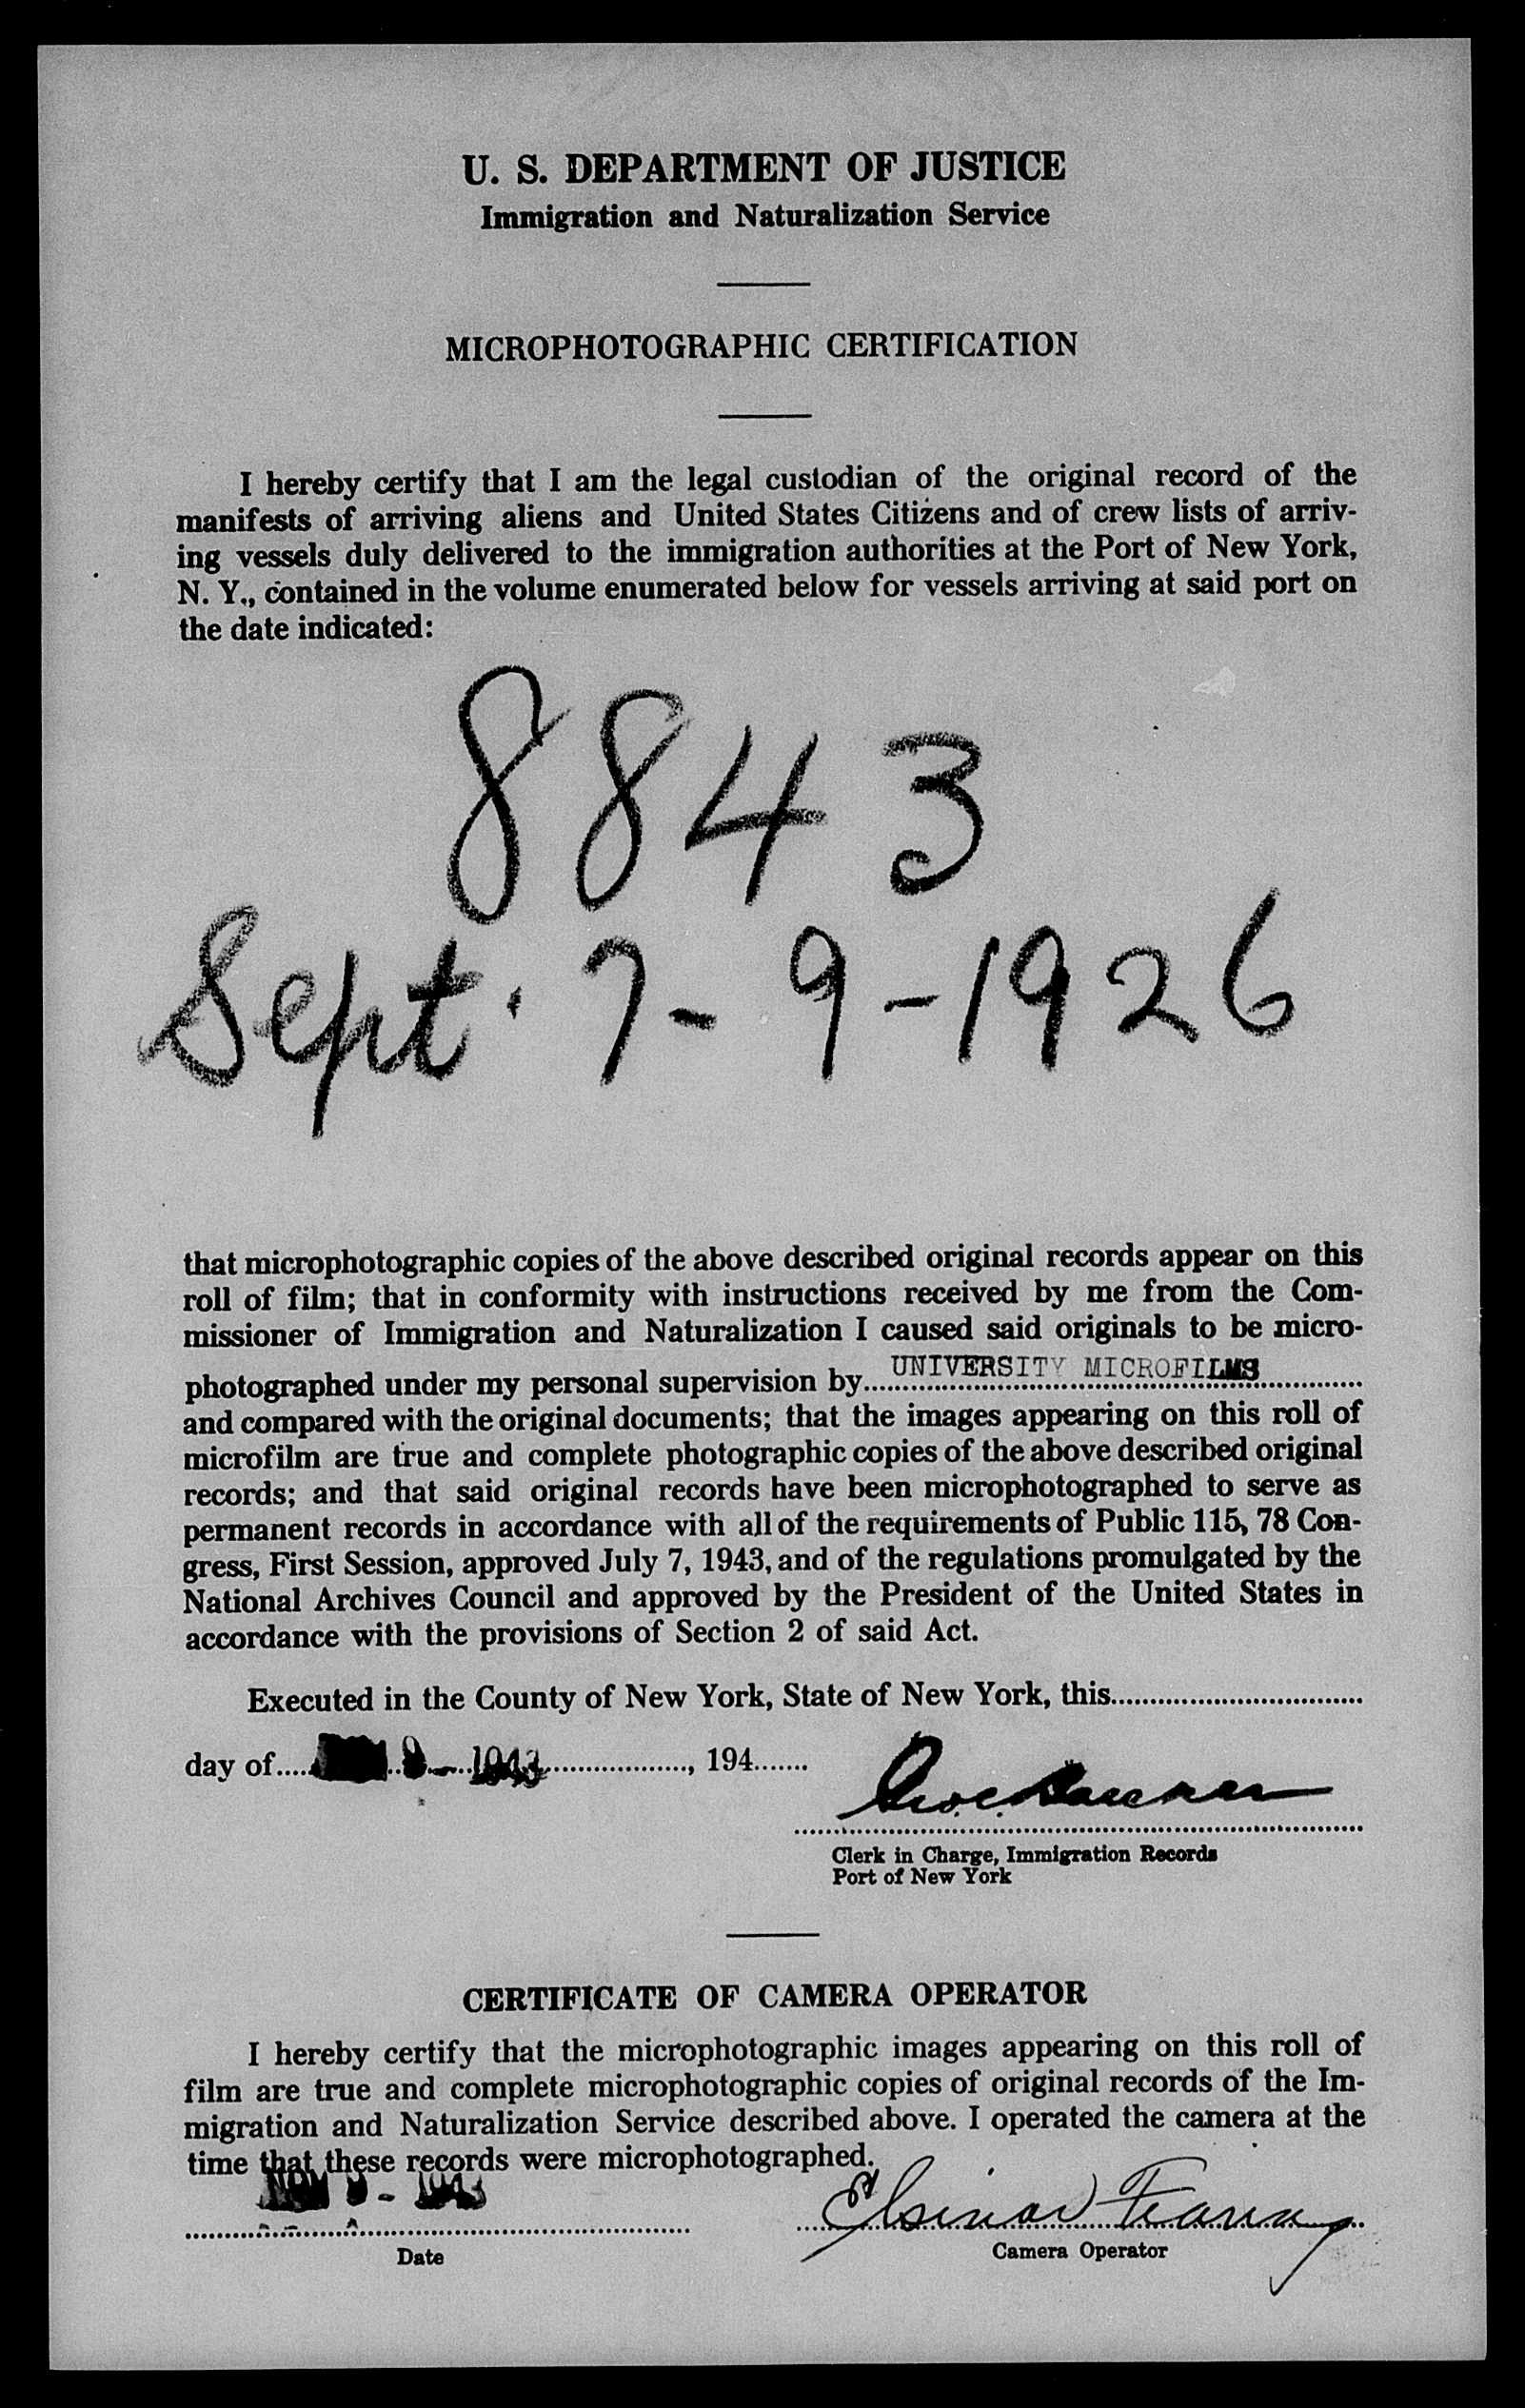 U. S. DEPARTMENT OF JUSTICE
Immigration and Naturalization Service
MICROPHOTOGRAPHIC CERTIFICATION
I hereby certify that I am the legal custodian of the original record of the
manifests of arriving aliens and United States Citizens and of crew lists of arriv-
ing vessels duly delivered to the immigration authorities at the Port of New York,
N. Y., contained in the volume enumerated below for vessels arriving at said port on
the date indicated:
8843
Sept. 7-9-1926
that microphotographic copies of the above described original records appear on this
roll of film; that in conformity with instructions received by me from the Com-
missioner of Immigration and Naturalization I caused said originals to be micro-
photographed under my personal supervision by UNIVERSITY MICROFILMS
and compared with the original documents; that the images appearing on this roll of
microfilm are true and complete photographic copies of the above described original
records; and that said original records have been microphotographed to serve as
permanent records in accordance with all of the requirements of Public 115, 78 Con-
gress, First Session, approved July 7, 1943, and of the regulations promulgated by the
National Archives Council and approved by the President of the United States in
accordance with the provisions of Section 2 of said Act.
Executed in the County of New York, State of New York, this
day of 1943, 194
Clerk in Charge, Immigration Records
Port of New York
CERTIFICATE OF CAMERA OPERATOR
I hereby certify that the microphotographic images appearing on this roll of
film are true and complete microphotographic copies of original records of the Im-
migration and Naturalization Service described above. I operated the camera at the
time that these records were microphotographed.
Date
Camera Operator